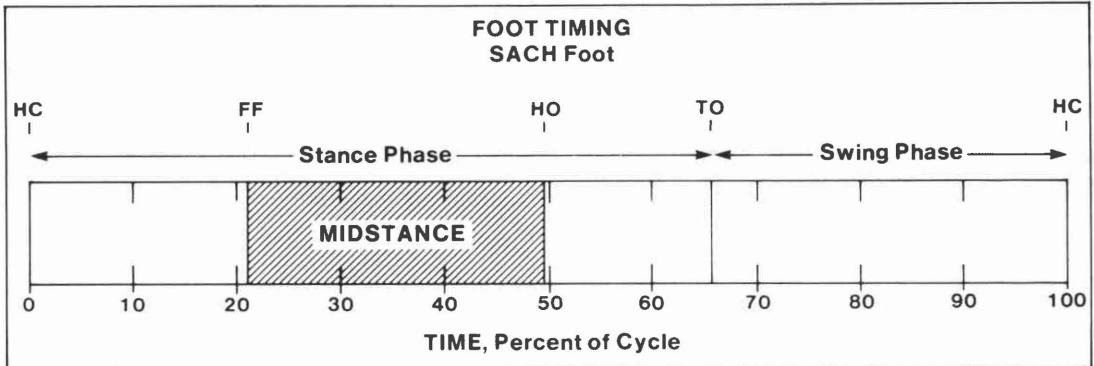 FOOT TIMING
SACH Foot
HC FF HO TO HC
Stance Phase Swing Phase
MIDSTANCE
0 10 20 30 40 50 60 70 80 90 100
TIME, Percent of Cycle